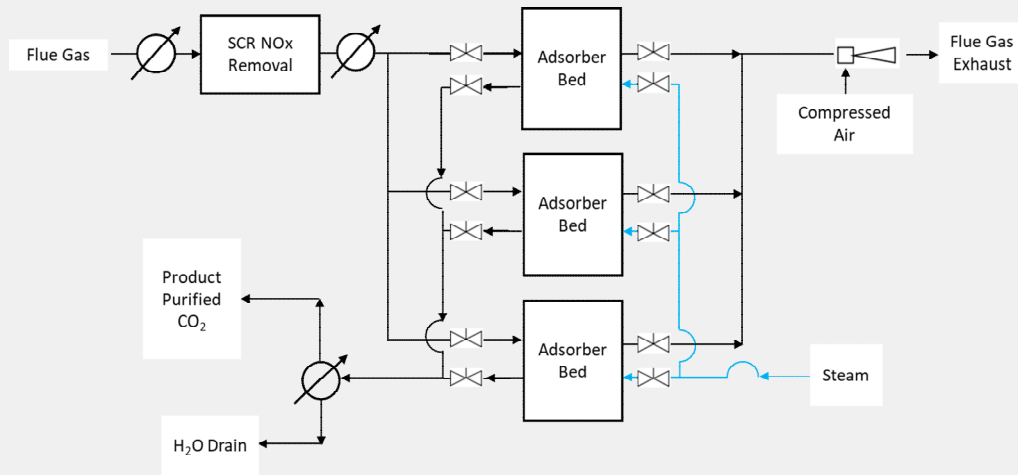 Flue Gas
SCR NOx
Removal
Adsorber
Bed
Flue Gas
Exhaust
Compressed
Air
Adsorber
Bed
Product
Purified
CO₂
Adsorber
Bed
Steam
H₂O Drain